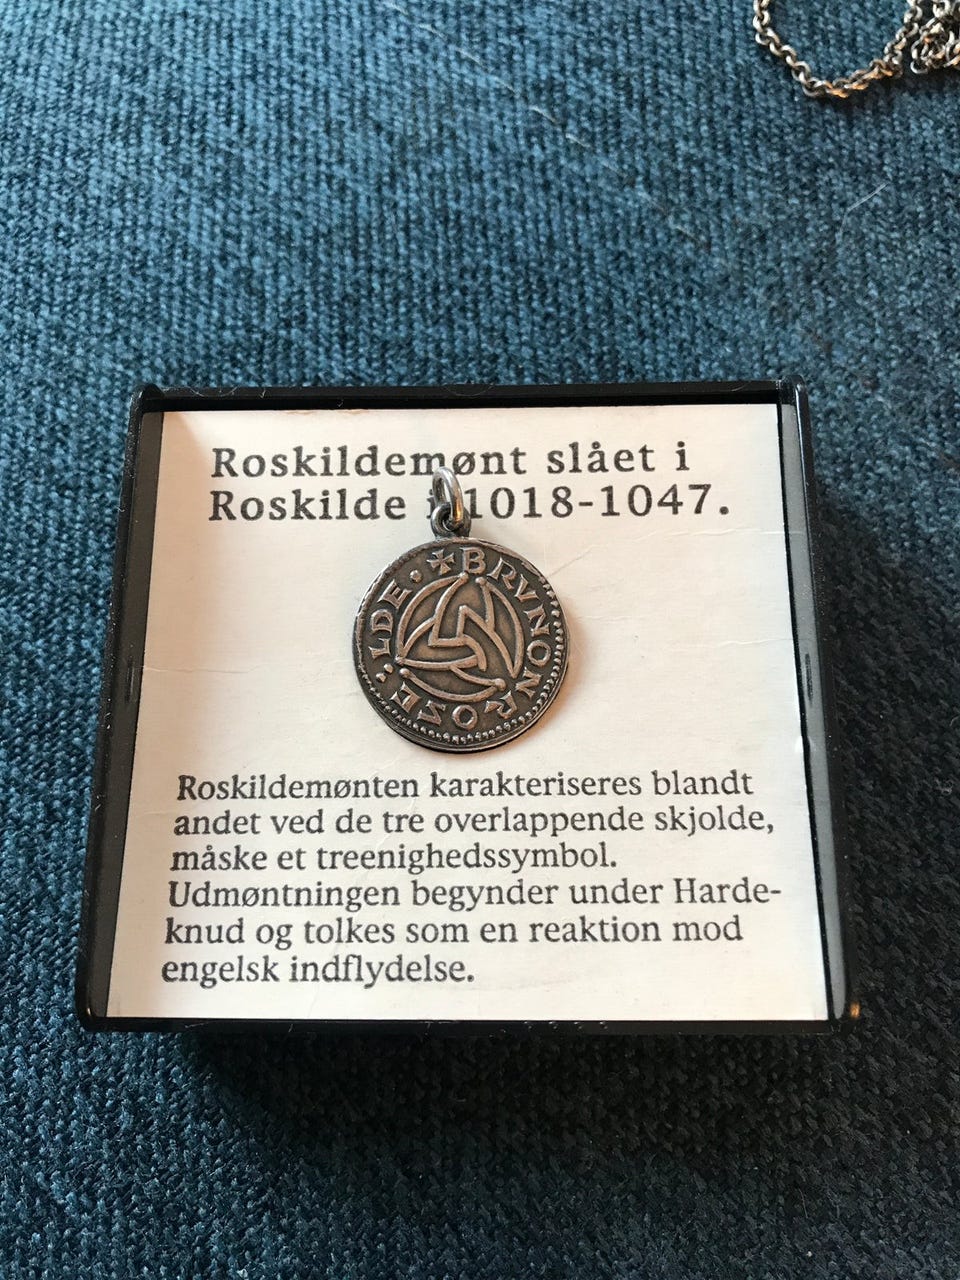 Roskildemønt slået i
Roskilde i 1018-1047.
✠BRVNONROSE:LDE·
Roskildemønten karakteriseres blandt
andet ved de tre overlappende skjolde,
måske et treenighedssymbol.
Udmøntningen begynder under Harde-
knud og tolkes som en reaktion mod
engelsk indflydelse.